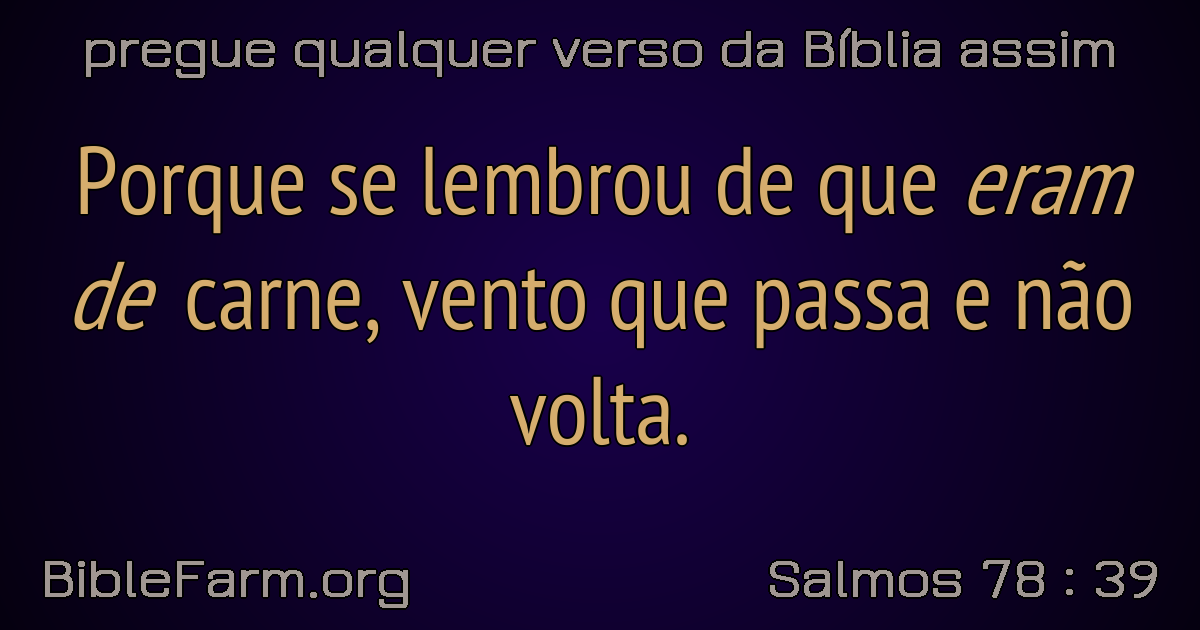 pregue qualquer verso da Bíblia assim
Porque se lembrou de que eram
de carne, vento que passa e não
volta.
BibleFarm.org
Salmos 78 : 39